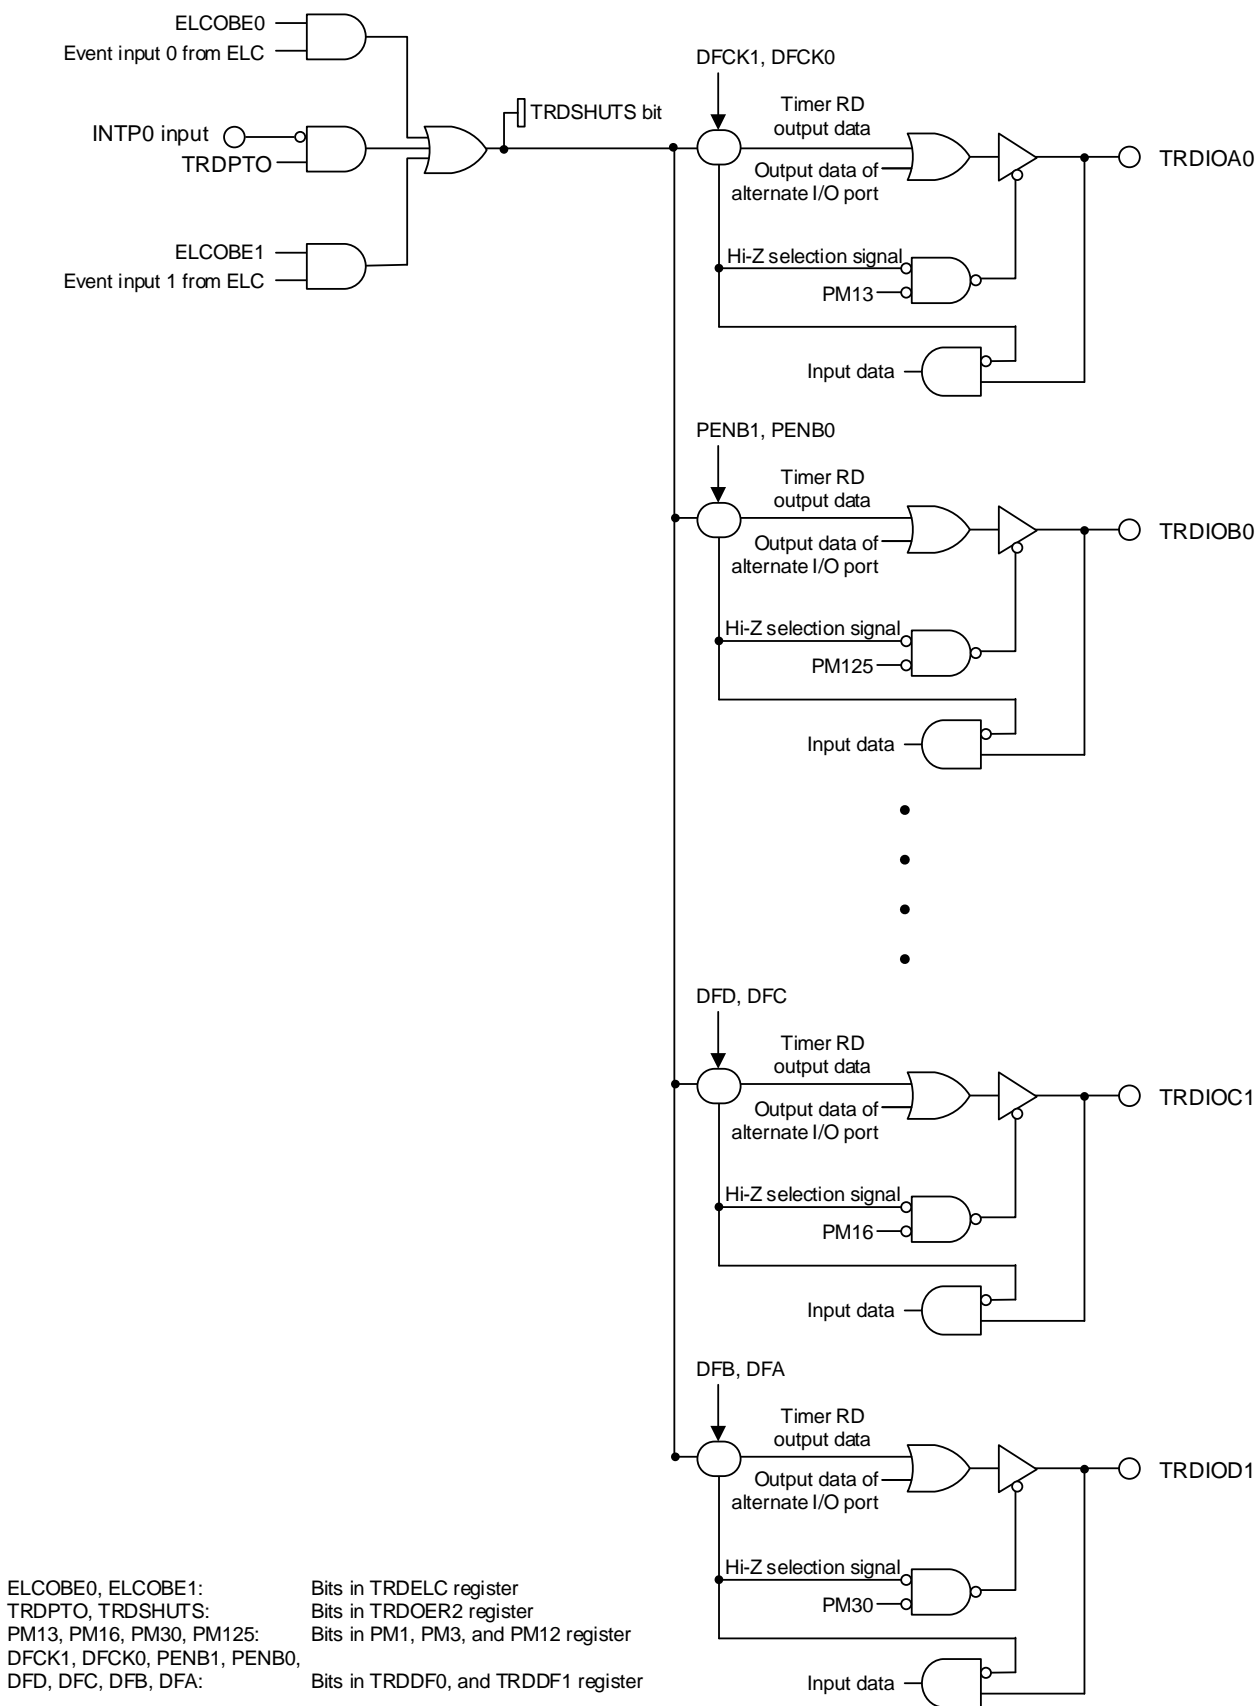 ELCOBE0
Event input 0 from ELC
INTP0 input
TRDPTO
ELCOBE1
Event input 1 from ELC
TRDSHUTS bit
DFCK1, DFCK0
Timer RD
output data
Output data of
alternate I/O port
TRDIOA0
Hi-Z selection signal
PM13
Input data
PENB1, PENB0
Timer RD
output data
Output data of
alternate I/O port
TRDIOB0
Hi-Z selection signal
PM125
Input data
DFD, DFC
Timer RD
output data
Output data of
alternate I/O port
TRDIOC1
Hi-Z selection signal
PM16
Input data
DFB, DFA
Timer RD
output data
Output data of
alternate I/O port
TRDIOD1
Hi-Z selection signal
PM30
Input data
ELCOBE0, ELCOBE1: Bits in TRDELC register
TRDPTO, TRDSHUTS: Bits in TRDOER2 register
PM13, PM16, PM30, PM125: Bits in PM1, PM3, and PM12 register
DFCK1, DFCK0, PENB1, PENB0,
DFD, DFC, DFB, DFA: Bits in TRDDF0, and TRDDF1 register